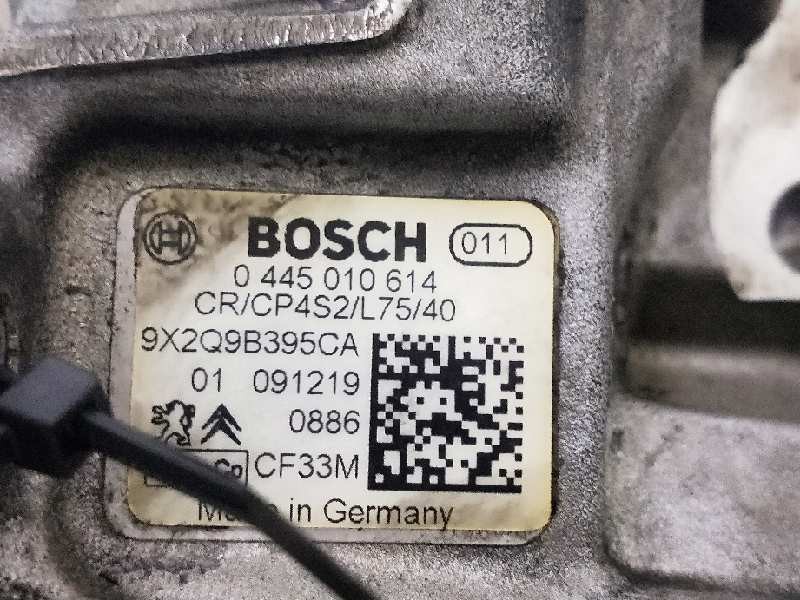 BOSCH 011
0 445 010 614
CR/CP4S2/L75/40
9X2Q9B395CA
01 091219
0886
CF33M
in Germany